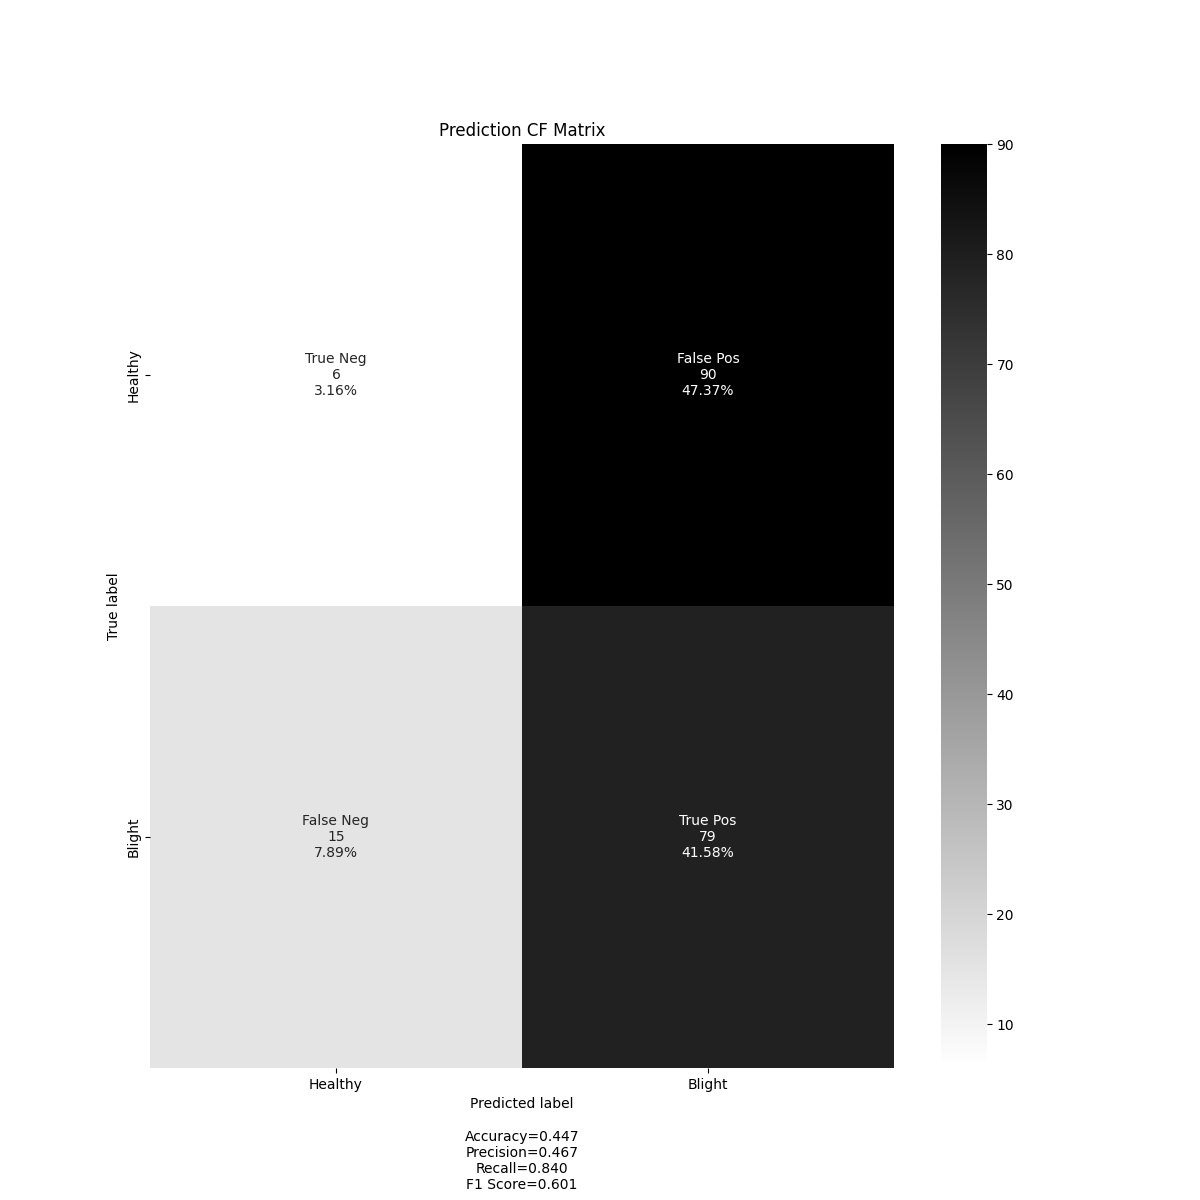 Prediction CF Matrix
True Neg
6
3.16%
False Pos
90
47.37%
False Neg
15
7.89%
True Pos
79
41.58%
Healthy
Blight
True label
Healthy
Blight
Predicted label
Accuracy=0.447
Precision=0.467
Recall=0.840
F1 Score=0.601
90
80
70
60
50
40
30
20
10